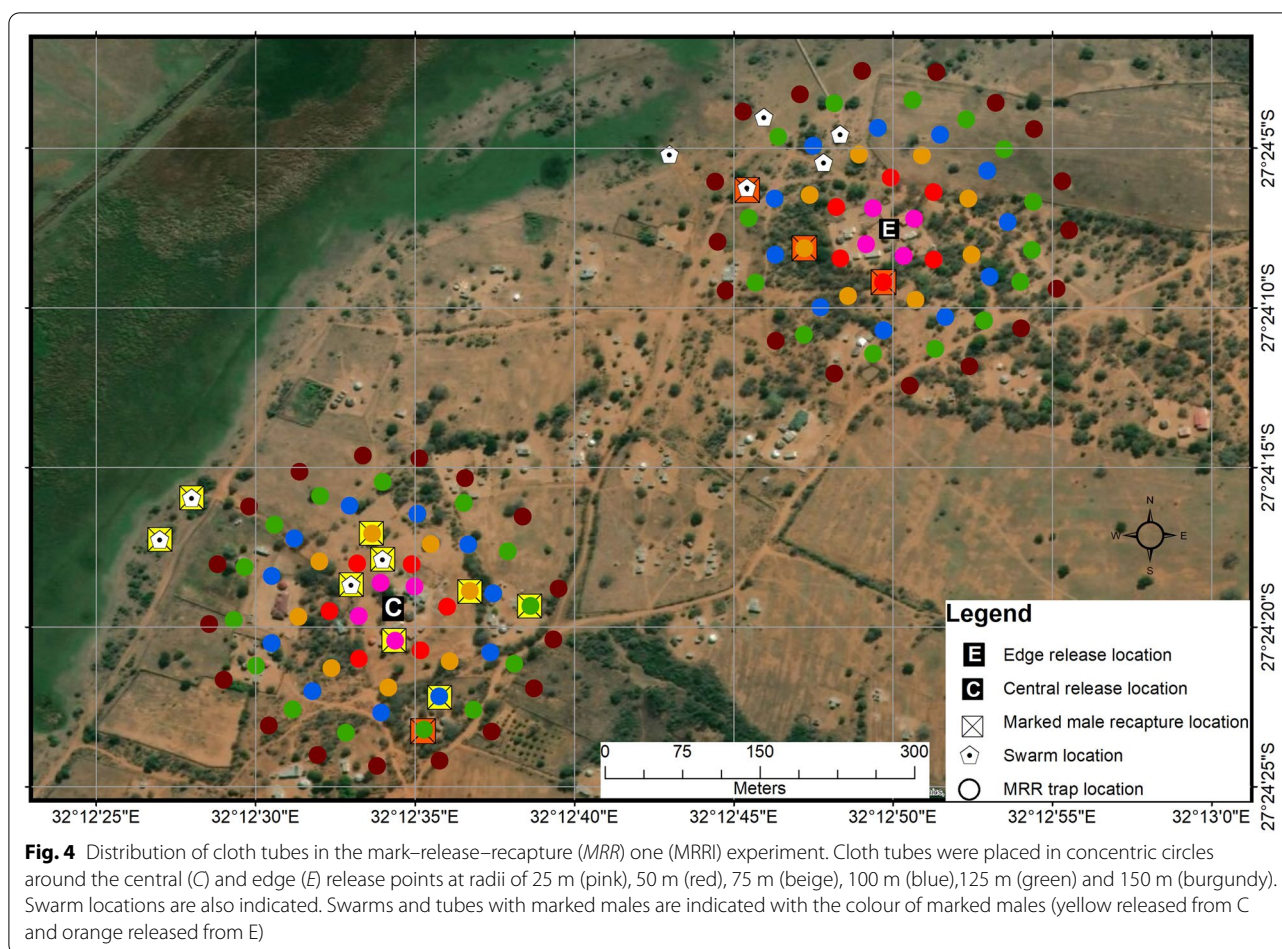 E
C
27°24'5"S
27°24'10"S
27°24'15"S
27°24'20"S
27°24'25"S
N
W E
S
Legend
E Edge release location
C Central release location
Marked male recapture location
Swarm location
MRR trap location
0 75 150 300
Meters
32°12'25"E 32°12'30"E 32°12'35"E 32°12'40"E 32°12'45"E 32°12'50"E 32°12'55"E 32°13'0"E
Fig. 4 Distribution of cloth tubes in the mark–release–recapture (MRR) one (MRRI) experiment. Cloth tubes were placed in concentric circles
around the central (C) and edge (E) release points at radii of 25 m (pink), 50 m (red), 75 m (beige), 100 m (blue),125 m (green) and 150 m (burgundy).
Swarm locations are also indicated. Swarms and tubes with marked males are indicated with the colour of marked males (yellow released from C
and orange released from E)